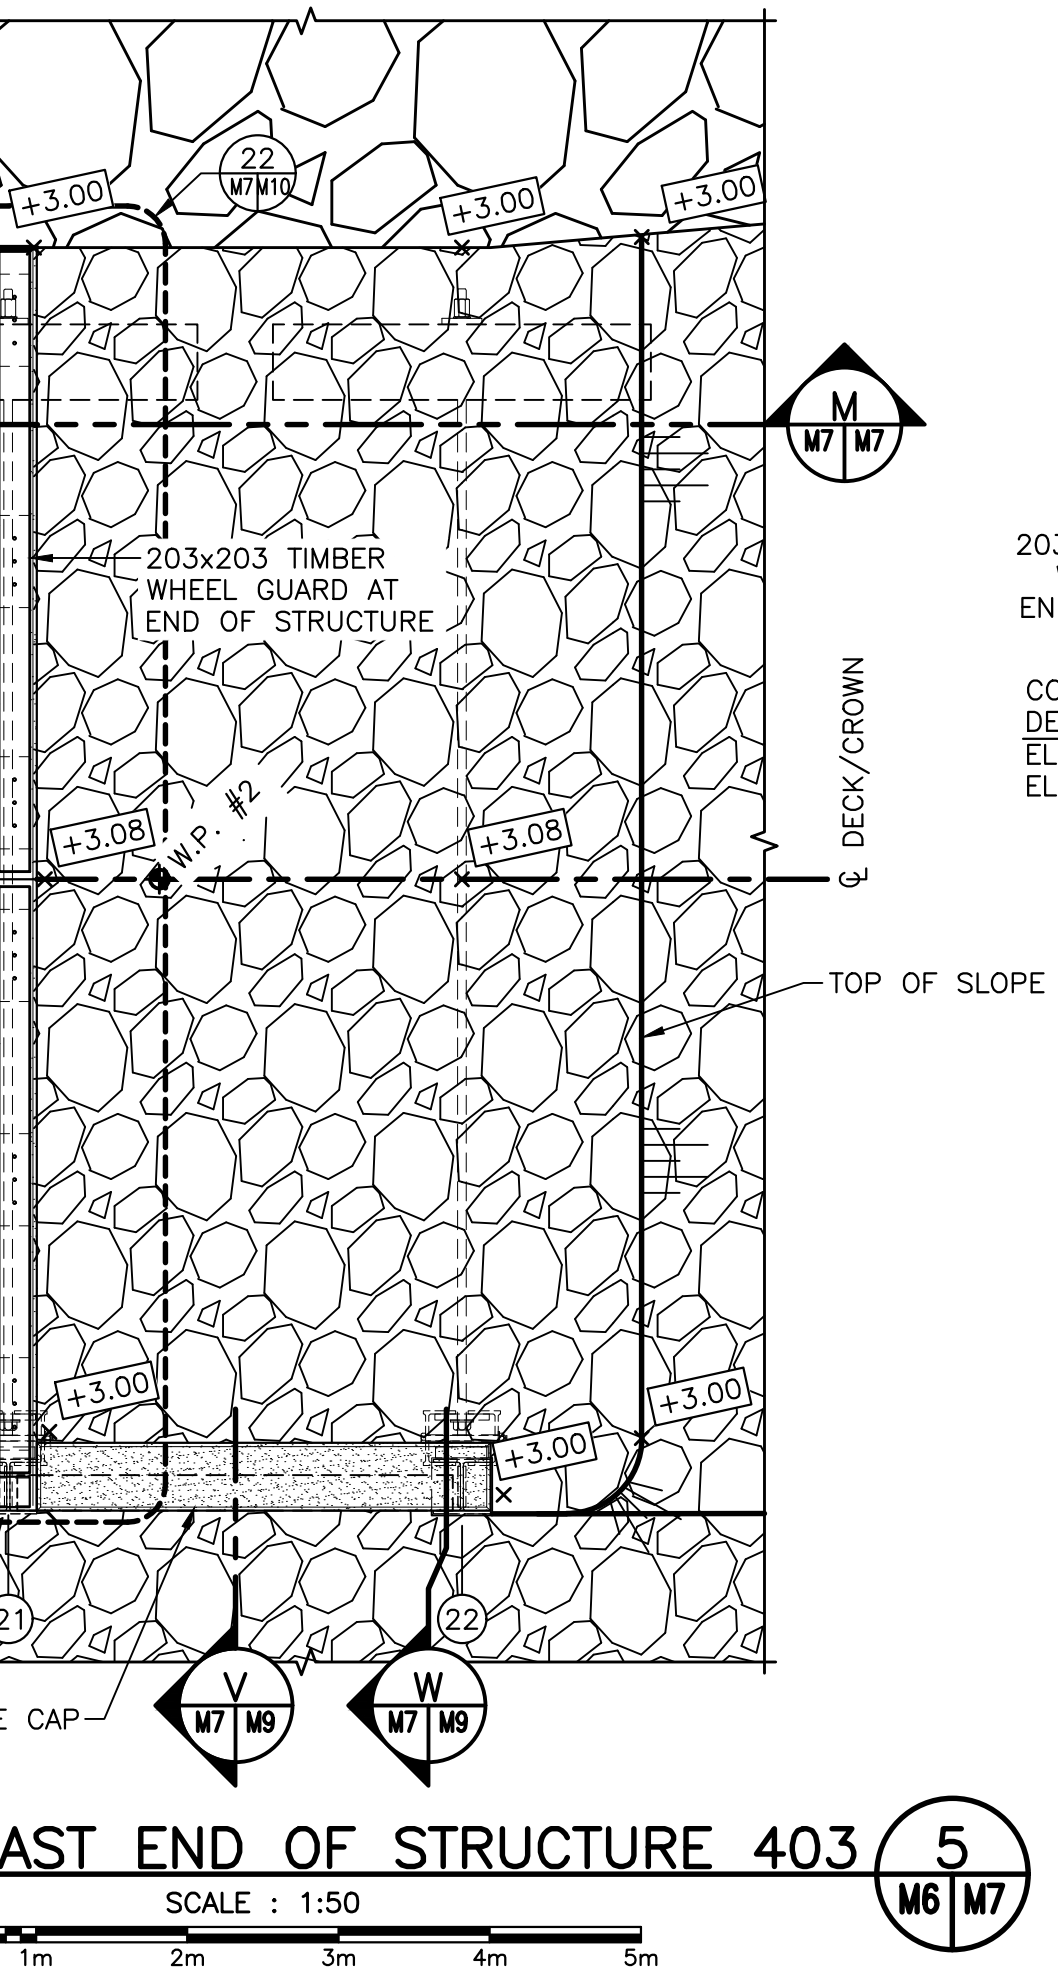 22
M7 M10
+3.00
+3.00
+3.00
M
M7 M7
203x203 TIMBER
WHEEL GUARD AT
END OF STRUCTURE
203
EN
CO
DE
EL
EL
℄ DECK/CROWN
W.P. #2
+3.08
+3.08
TOP OF SLOPE
+3.00
+3.00
+3.00
21
22
E CAP
V
M7 M9
W
M7 M9
AST END OF STRUCTURE 403
5
M6 M7
SCALE : 1:50
1m 2m 3m 4m 5m